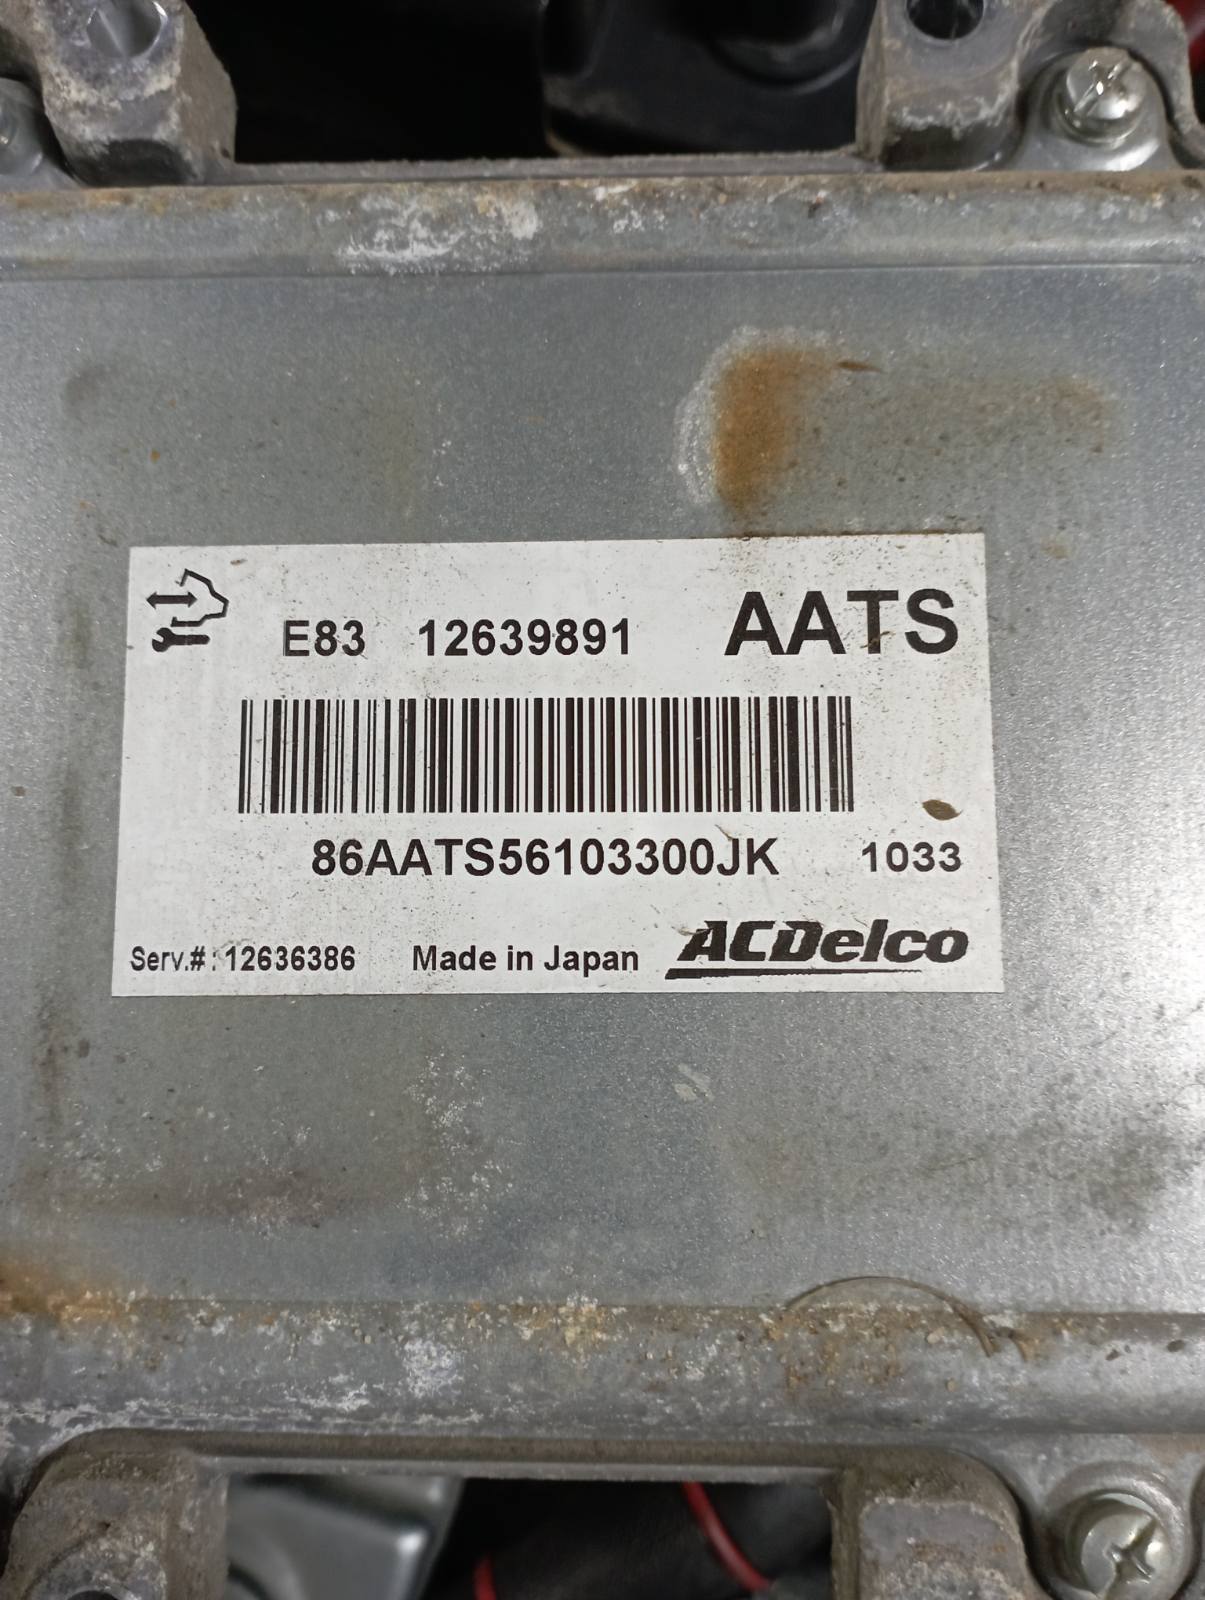 E83 12639891 AATS
86AATS56103300JK 1033
Serv.#: 12636386 Made in Japan ACDelco